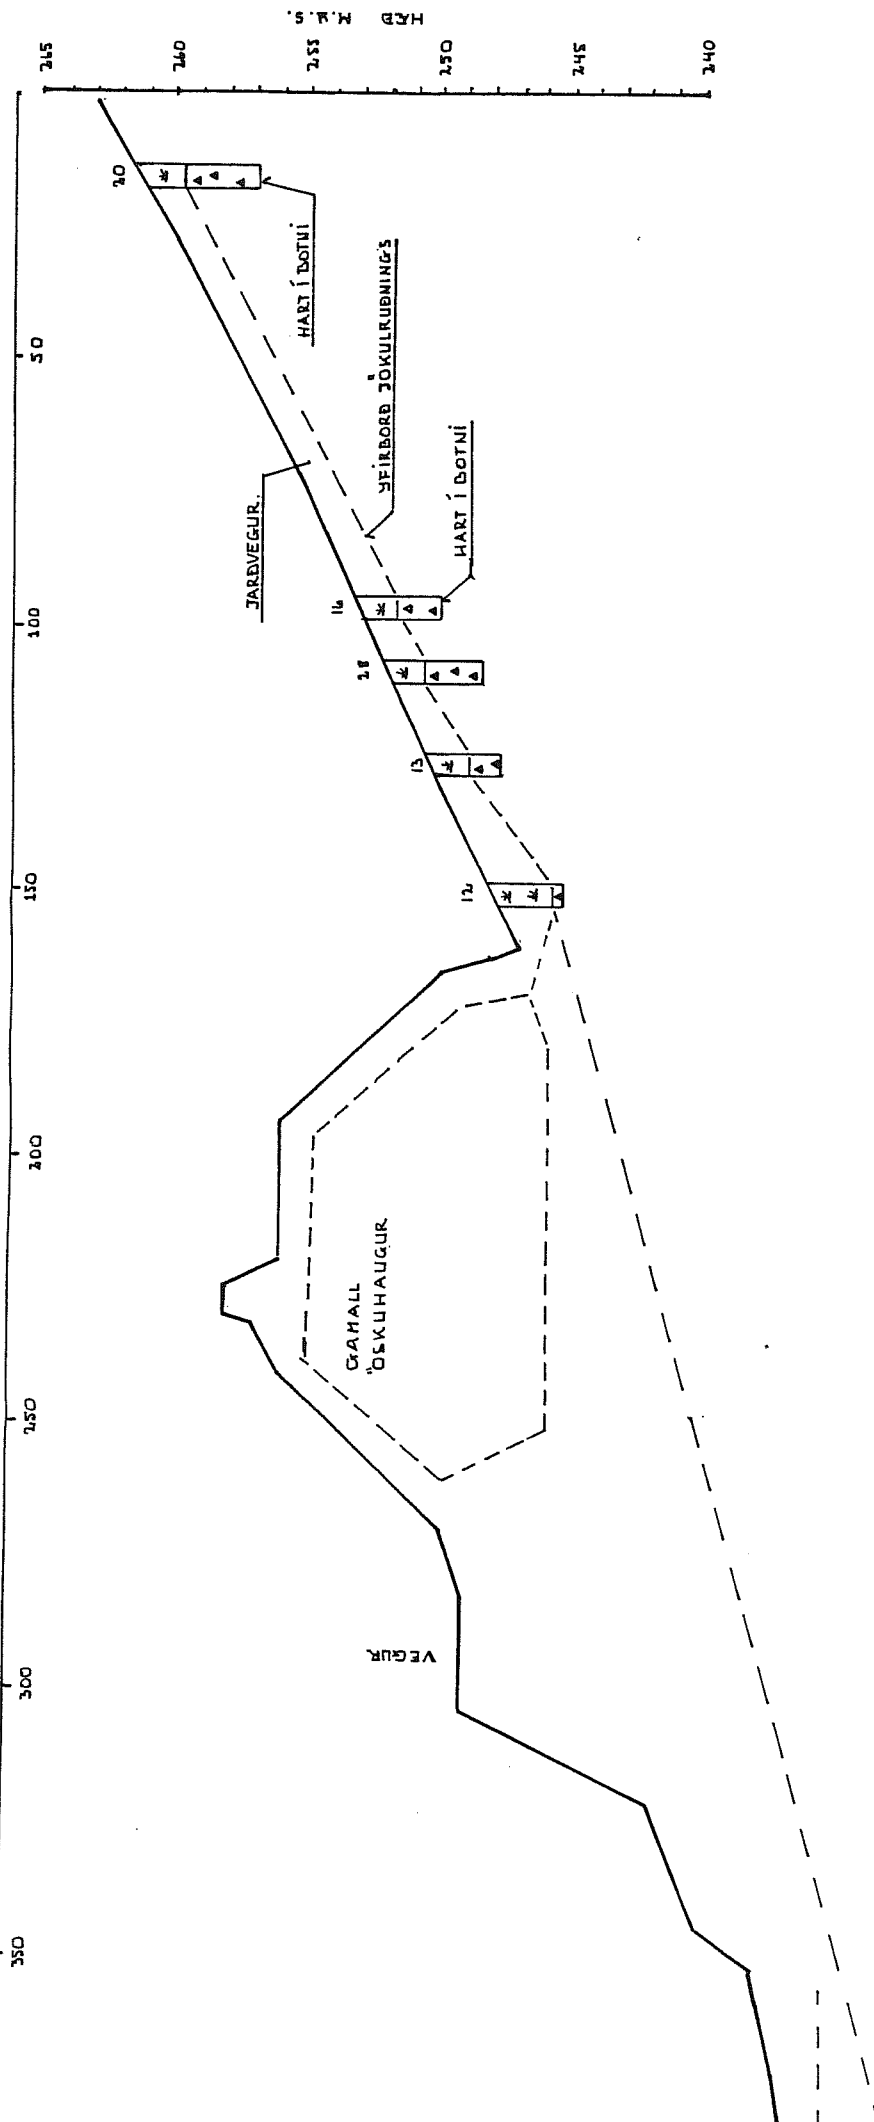 HÆÐ M.Y.S.
265
260
255
250
245
240
50
100
150
200
250
300
350
20
16
28
13
12
HART Í BOTNI
YFIRBORÐ JÖKULRUÐNINGS
HART Í BOTNI
JARÐVEGUR.
GAMALL
ÖSKUHAUGUR
VEGUR